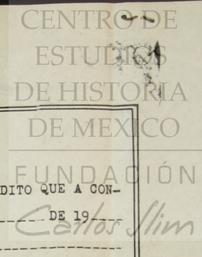 CENTRO DE
ESTUDIOS
DE HISTORIA
DE MEXICO
FUNDACIÓN
DITO QUE A CON-
DE 19
Carlos Slim